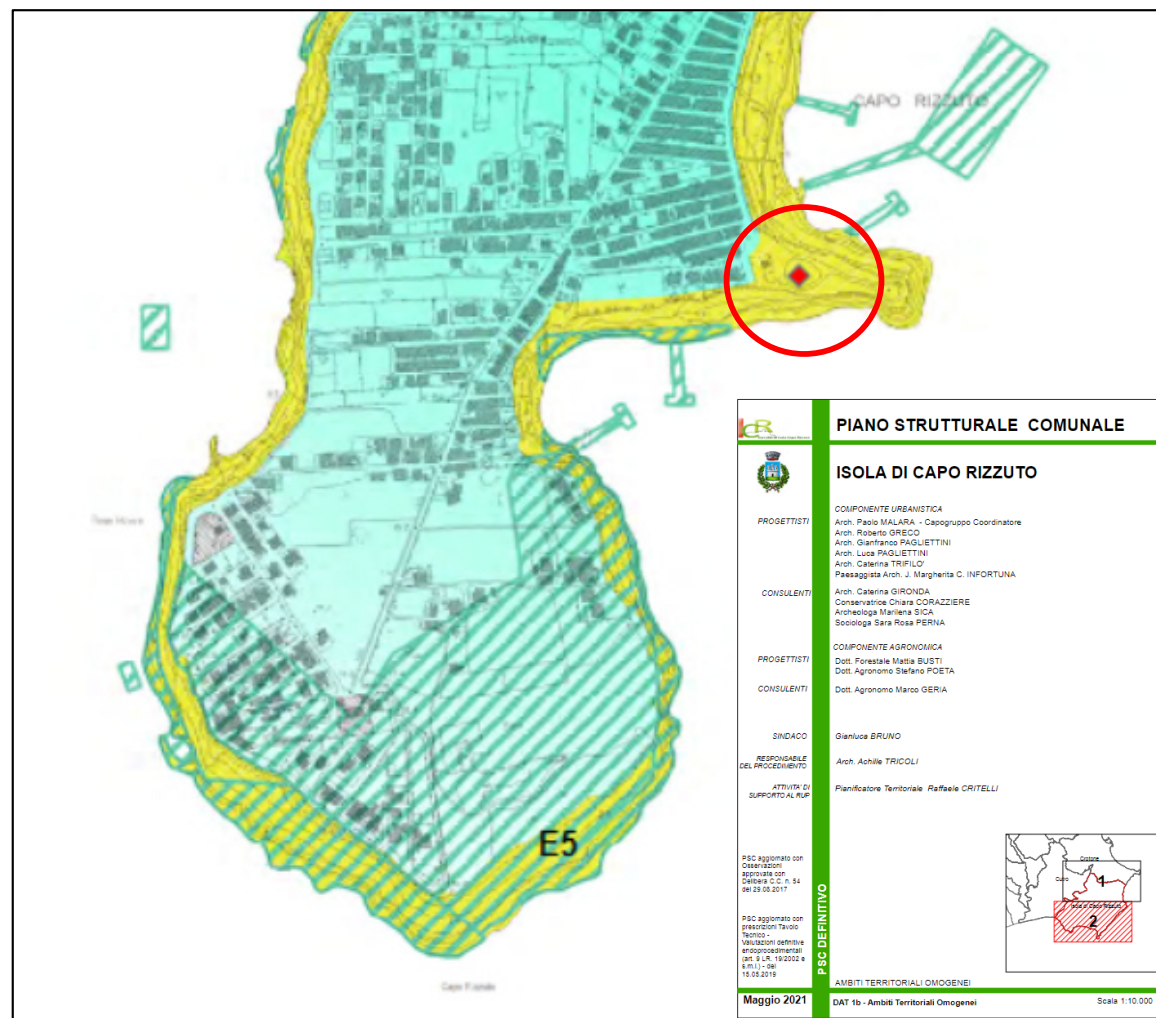 CAPO RIZZUTO
E5
ICR
PIANO STRUTTURALE COMUNALE
ISOLA DI CAPO RIZZUTO
COMPONENTE URBANISTICA
PROGETTISTI
Arch. Paolo MALARA - Capogruppo Coordinatore
Arch. Roberto GRECO
Arch. Gianfranco PAGLIETTINI
Arch. Luca PAGLIETTINI
Arch. Caterina TRIFILO'
Paesaggista Arch. J. Margherita C. INFORTUNA
CONSULENTI
Arch. Caterina GIRONDA
Conservatrice Chiara CORAZZIERE
Archeologa Marilena SICA
Sociologa Sara Rosa PERNA
COMPONENTE AGRONOMICA
PROGETTISTI
Dott. Forestale Mattia BUSTI
Dott. Agronomo Stefano POETA
CONSULENTI
Dott. Agronomo Marco GERIA
SINDACO
Gianluca BRUNO
RESPONSABILE
DEL PROCEDIMENTO
Arch. Achille TRICOLI
ATTIVITA' DI
SUPPORTO AL RUP
Pianificatore Territoriale Raffaele CRITELLI
PSC aggiornato con
Osservazioni
approvate con
Delibera C.C. n. 54
del 29.08.2017
PSC aggiornato con
prescrizioni Tavolo
Tecnico -
Valutazioni definitive
endoprocedimentali
(art. 9 LR. 19/2002 e
s.m.i.) - del
15.05.2019
PSC DEFINITIVO
Crotone
Cutro
1
Isola di Capo Rizzuto
2
AMBITI TERRITORIALI OMOGENEI
Maggio 2021
DAT 1b - Ambiti Territoriali Omogenei
Scala 1:10.000